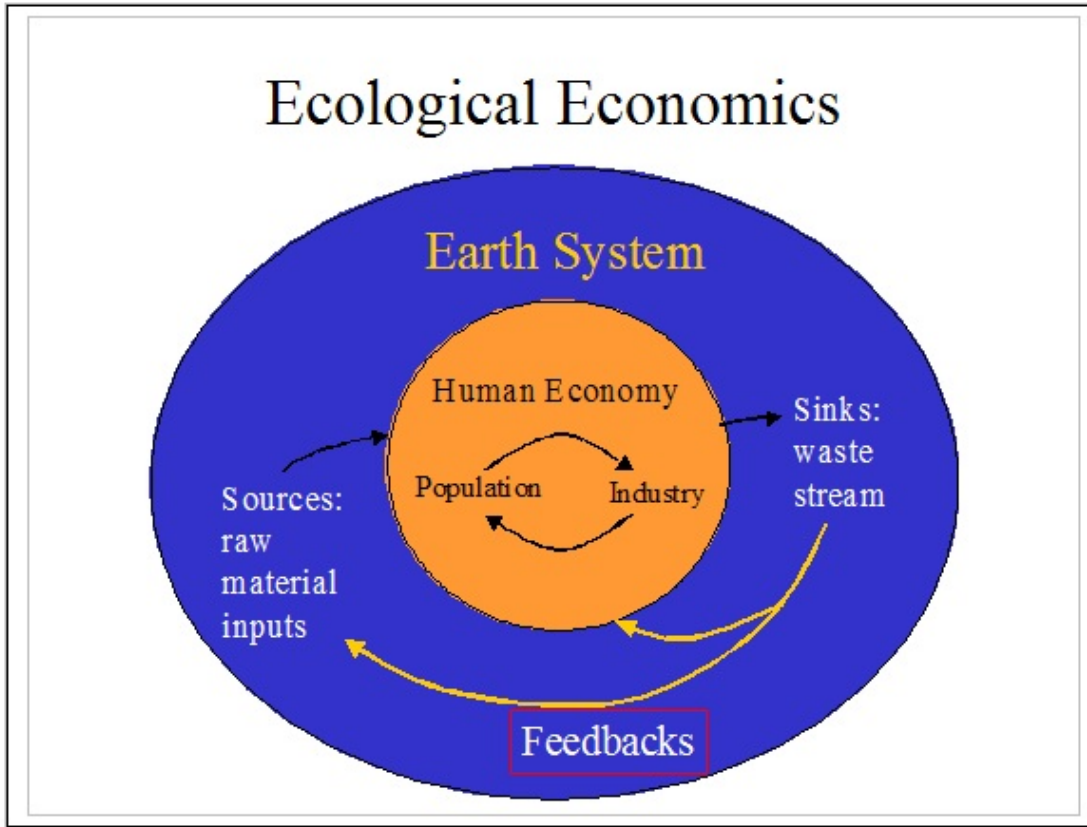 Ecological Economics
Earth System
Human Economy
Population
Industry
Sources:
raw
material
inputs
Sinks:
waste
stream
Feedbacks